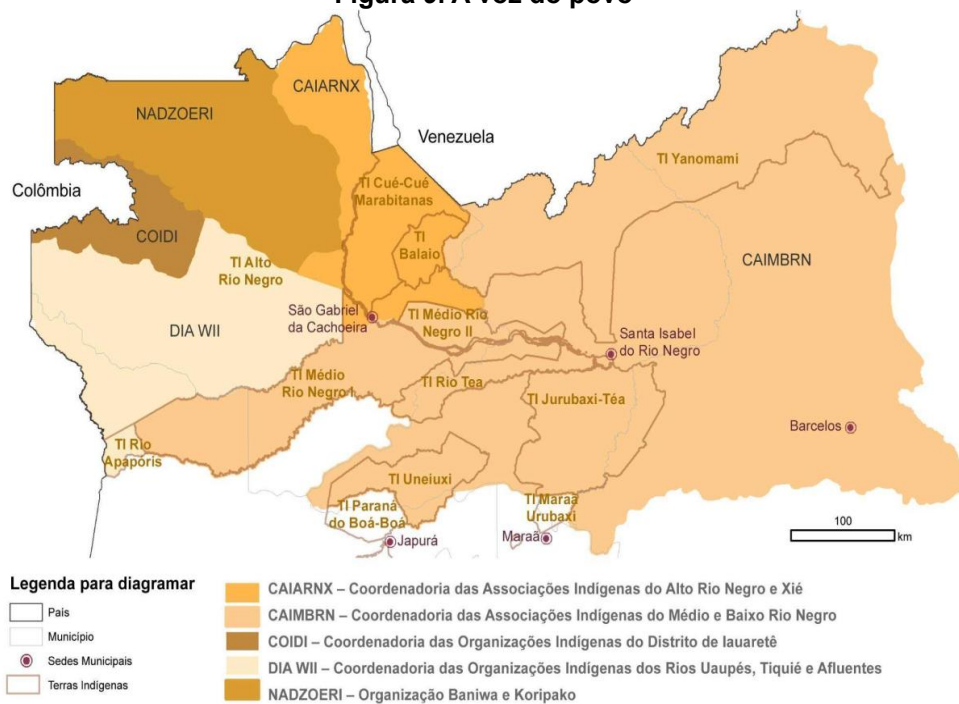 Figura 9: A voz do povo
CAIARNX
NADZOERI
Venezuela
TI Yanomami
Colômbia
TI Cué-Cué
Marabitanas
COIDI
TI
Balaio
TI Alto
Rio Negro
CAIMBRN
São Gabriel
da Cachoeira
DIA WII
TI Médio Rio
Negro II
Santa Isabel
do Rio Negro
TI Médio
Rio Negro I
TI Rio Tea
TI Jurubaxi-Téa
Barcelos
TI Rio
Apapóris
TI Uneiuxi
TI Paraná
do Boá-Boá
TI Maraã
Urubaxi
Japurá
Maraã
100
km
Legenda para diagramar
País
Município
Sedes Municipais
Terras Indígenas
CAIARNX – Coordenadoria das Associações Indígenas do Alto Rio Negro e Xié
CAIMBRN – Coordenadoria das Associações Indígenas do Médio e Baixo Rio Negro
COIDI – Coordenadoria das Organizações Indígenas do Distrito de Iauaretê
DIA WII – Coordenadoria das Organizações Indígenas dos Rios Uaupés, Tiquié e Afluentes
NADZOERI – Organização Baniwa e Koripako